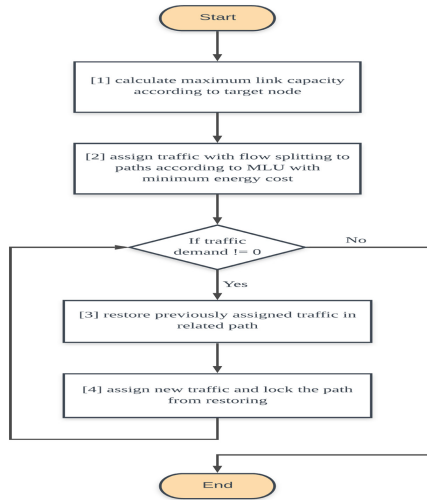 Start
[1] calculate maximum link capacity
according to target node
[2] assign traffic with flow splitting to
paths according to MLU with
minimum energy cost
If traffic
demand != 0
No
Yes
[3] restore previously assigned traffic in
related path
[4] assign new traffic and lock the path
from restoring
End